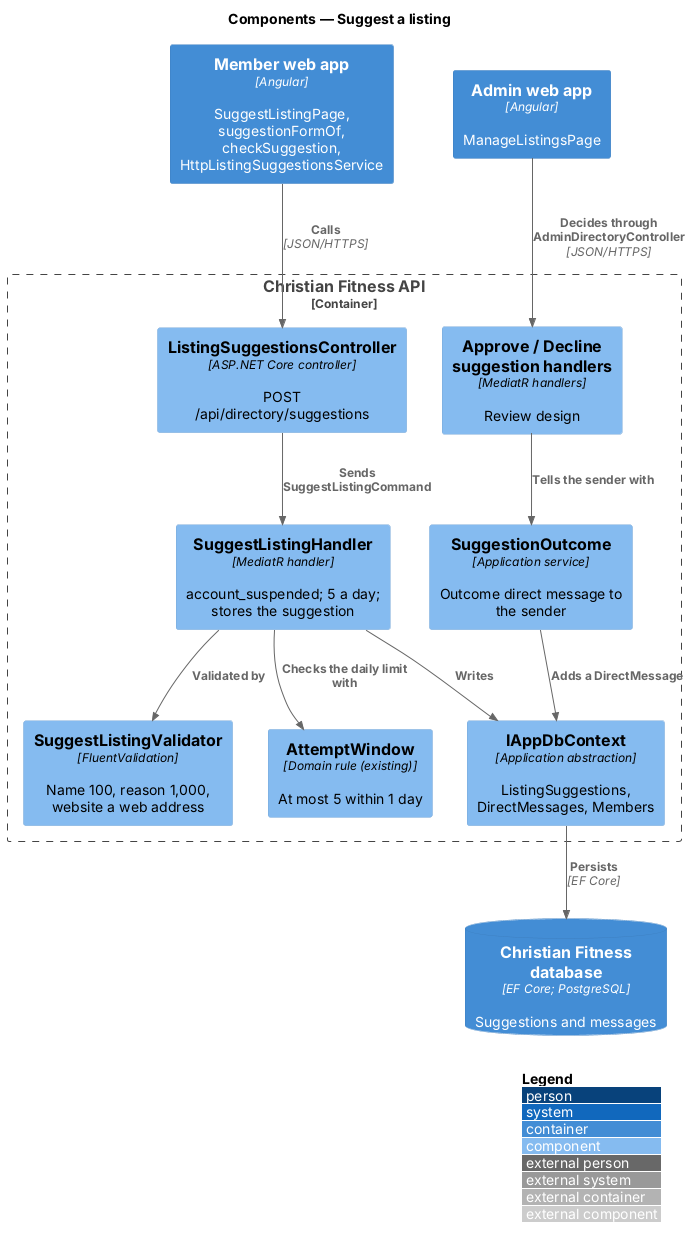 Components — Suggest a listing
Member web app
[Angular]
SuggestListingPage,
suggestionFormOf,
checkSuggestion,
HttpListingSuggestionsService
Admin web app
[Angular]
ManageListingsPage
Calls
[JSON/HTTPS]
Decides through
AdminDirectoryController
[JSON/HTTPS]
Christian Fitness API
[Container]
ListingSuggestionsController
[ASP.NET Core controller]
POST
/api/directory/suggestions
Approve / Decline
suggestion handlers
[MediatR handlers]
Review design
Sends
SuggestListingCommand
Tells the sender with
SuggestListingHandler
[MediatR handler]
account_suspended; 5 a day;
stores the suggestion
SuggestionOutcome
[Application service]
Outcome direct message to
the sender
Validated by
Checks the daily limit
with
Writes
Adds a DirectMessage
SuggestListingValidator
[FluentValidation]
Name 100, reason 1,000,
website a web address
AttemptWindow
[Domain rule (existing)]
At most 5 within 1 day
IAppDbContext
[Application abstraction]
ListingSuggestions,
DirectMessages, Members
Persists
[EF Core]
Christian Fitness
database
[EF Core; PostgreSQL]
Suggestions and messages
Legend
person
system
container
component
external person
external system
external container
external component